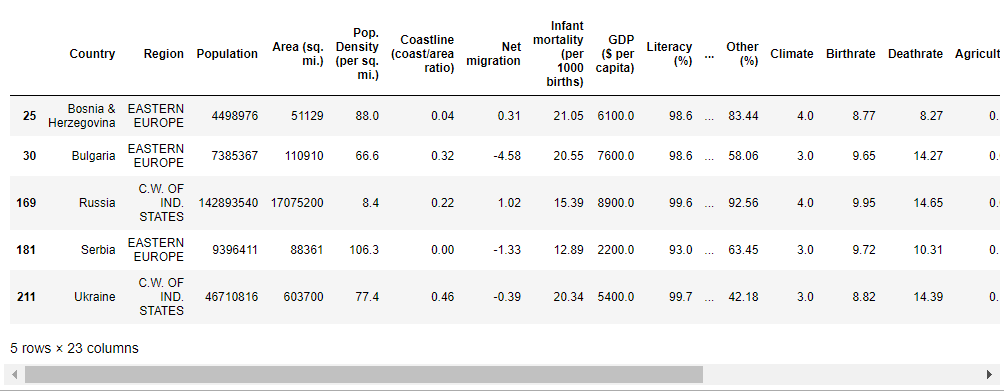 Country Region Population Area (sq. mi.) Pop. Density (per sq. mi.) Coastline (coast/area ratio) Net migration Infant mortality (per 1000 births) GDP ($ per capita) Literacy (%) ... Other (%) Climate Birthrate Deathrate Agricult
25 Bosnia & Herzegovina EASTERN EUROPE 4498976 51129 88.0 0.04 0.31 21.05 6100.0 98.6 ... 83.44 4.0 8.77 8.27 0.
30 Bulgaria EASTERN EUROPE 7385367 110910 66.6 0.32 -4.58 20.55 7600.0 98.6 ... 58.06 3.0 9.65 14.27 0.
169 Russia C.W. OF IND. STATES 142893540 17075200 8.4 0.22 1.02 15.39 8900.0 99.6 ... 92.56 4.0 9.95 14.65 0.
181 Serbia EASTERN EUROPE 9396411 88361 106.3 0.00 -1.33 12.89 2200.0 93.0 ... 63.45 3.0 9.72 10.31 0.
211 Ukraine C.W. OF IND. STATES 46710816 603700 77.4 0.46 -0.39 20.34 5400.0 99.7 ... 42.18 3.0 8.82 14.39 0.
5 rows × 23 columns